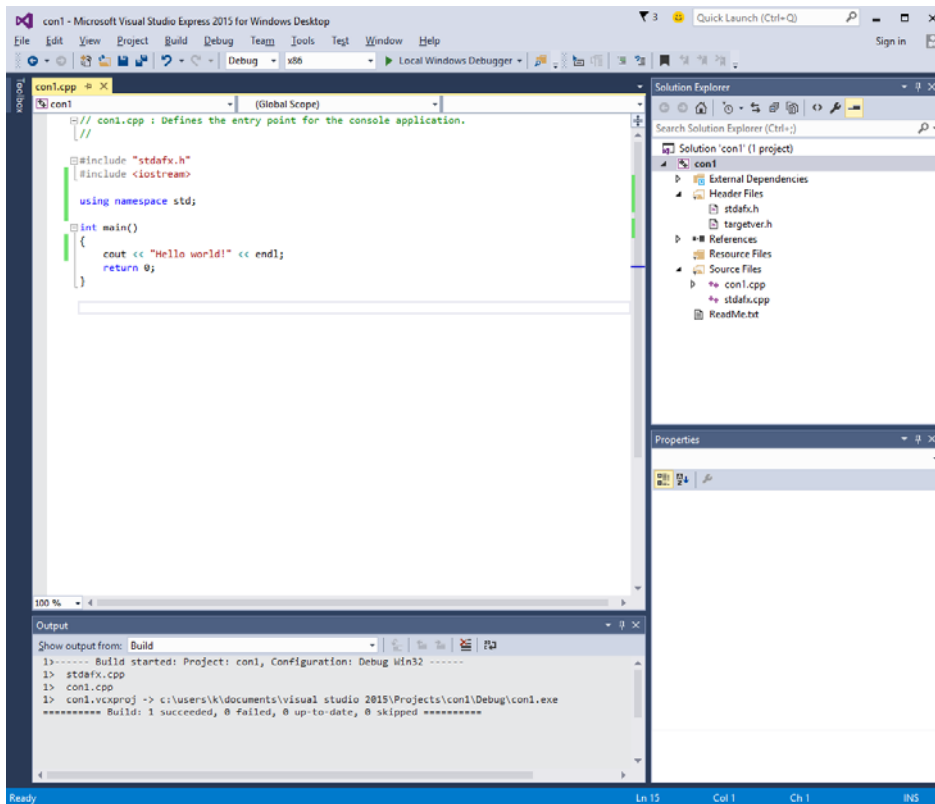 con1 - Microsoft Visual Studio Express 2015 for Windows Desktop
3
Quick Launch (Ctrl+Q)
File Edit View Project Build Debug Team Tools Test Window Help
Sign in
Debug x86 Local Windows Debugger
Toolbox
con1.cpp
con1 (Global Scope)
// con1.cpp : Defines the entry point for the console application.
//
#include "stdafx.h"
#include <iostream>
using namespace std;
int main()
{
cout << "Hello world!" << endl;
return 0;
}
100 %
Output
Show output from: Build
1>------ Build started: Project: con1, Configuration: Debug Win32 ------
1> stdafx.cpp
1> con1.cpp
1> con1.vcxproj -> c:\users\k\documents\visual studio 2015\Projects\con1\Debug\con1.exe
========== Build: 1 succeeded, 0 failed, 0 up-to-date, 0 skipped ==========
Solution Explorer
Search Solution Explorer (Ctrl+;)
Solution 'con1' (1 project)
con1
External Dependencies
Header Files
stdafx.h
targetver.h
References
Resource Files
Source Files
con1.cpp
stdafx.cpp
ReadMe.txt
Properties
Ready Ln 15 Col 1 Ch 1 INS